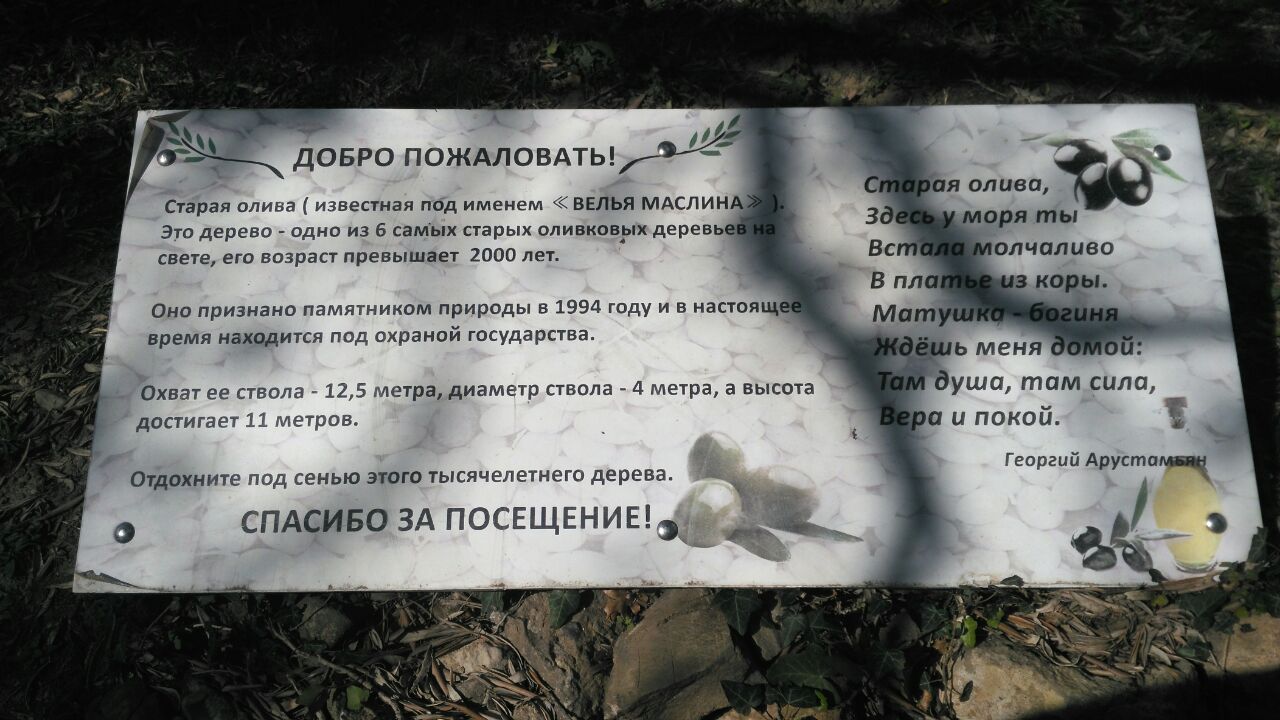 ДОБРО ПОЖАЛОВАТЬ!
Старая олива ( известная под именем ≪ВЕЛЬЯ МАСЛИНА≫ ).
Это дерево - одно из 6 самых старых оливковых деревьев на
свете, его возраст превышает 2000 лет.
Оно признано памятником природы в 1994 году и в настоящее
время находится под охраной государства.
Охват ее ствола - 12,5 метра, диаметр ствола - 4 метра, а высота
достигает 11 метров.
Отдохните под сенью этого тысячелетнего дерева.
СПАСИБО ЗА ПОСЕЩЕНИЕ!
Старая олива,
Здесь у моря ты
Встала молчаливо
В платье из коры.
Матушка - богиня
Ждёшь меня домой:
Там душа, там сила,
Вера и покой.
Георгий Арустамьян